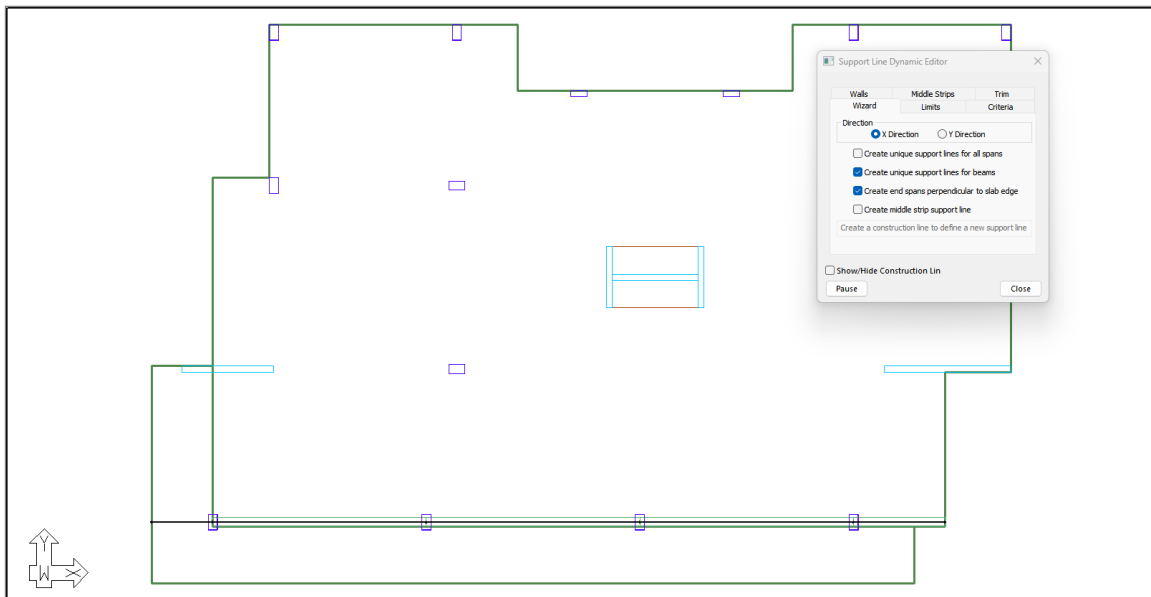 Support Line Dynamic Editor
Walls Middle Strips Trim
Wizard Limits Criteria
Direction
X Direction Y Direction
Create unique support lines for all spans
Create unique support lines for beams
Create end spans perpendicular to slab edge
Create middle strip support line
Create a construction line to define a new support line
Show/Hide Construction Lin
Pause Close
Y
W X